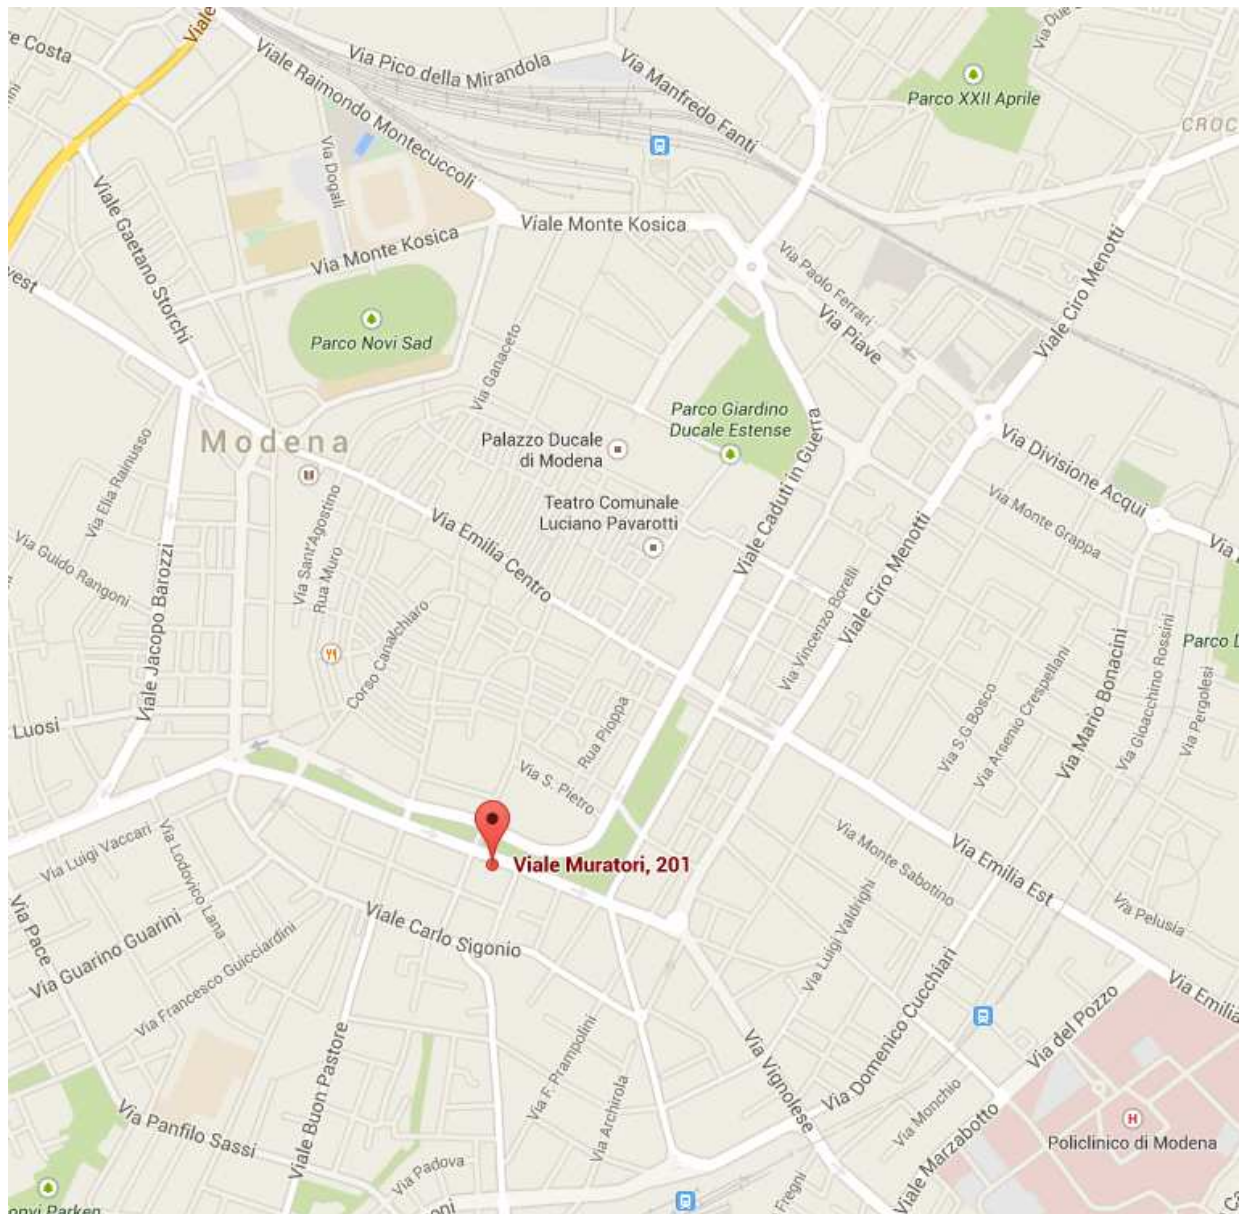 Viale
e Costa
Via Pico della Mirandola
Viale Raimondo Montecuccoli
Via Manfredo Fanti
Via Due
Parco XXII Aprile
CROC
Via Dogali
Viale Gaetano Storchi
Viale Monte Kosica
Via Monte Kosica
Viale Ciro Menotti
Via Paolo Ferrari
Via Piave
vest
Parco Novi Sad
Via Ganaceto
Parco Giardino
Ducale Estense
Modena
Palazzo Ducale
di Modena
Via Divisione Acqui
Via Elia Rainusso
Via Sant'Agostino
Rua Muro
Teatro Comunale
Luciano Pavarotti
Viale Caduti in Guerra
Via Monte Grappa
Via Emilia Centro
Via Guido Rangoni
Viale Jacopo Barozzi
Corso Canalchiaro
Via Vincenzo Borelli
Viale Ciro Menotti
Via Mario Bonacini
Via Gioacchino Rossini
Via Pergolesi
Parco
Luosi
Rua Pioppa
Via S.G.Bosco
Via Arsenio Crespellani
Via S. Pietro
Viale Muratori, 201
Via Luigi Vaccari
Via Lodovico Lana
Via Monte Sabotino
Via Emilia Est
Via Luigi Valdrighi
Via Pelusia
Via Pace
Via Guarino Guarini
Viale Carlo Sigonio
Via Francesco Guicciardini
Via Emilia
Via del Pozzo
Via Domenico Cucchiari
Via Vignolese
Via F. Prampolini
Viale Buon Pastore
Via Archirola
Via Monchio
H
Policlinico di Modena
Via Panfilo Sassi
Via Padova
Viale Marzabotto
Fregni